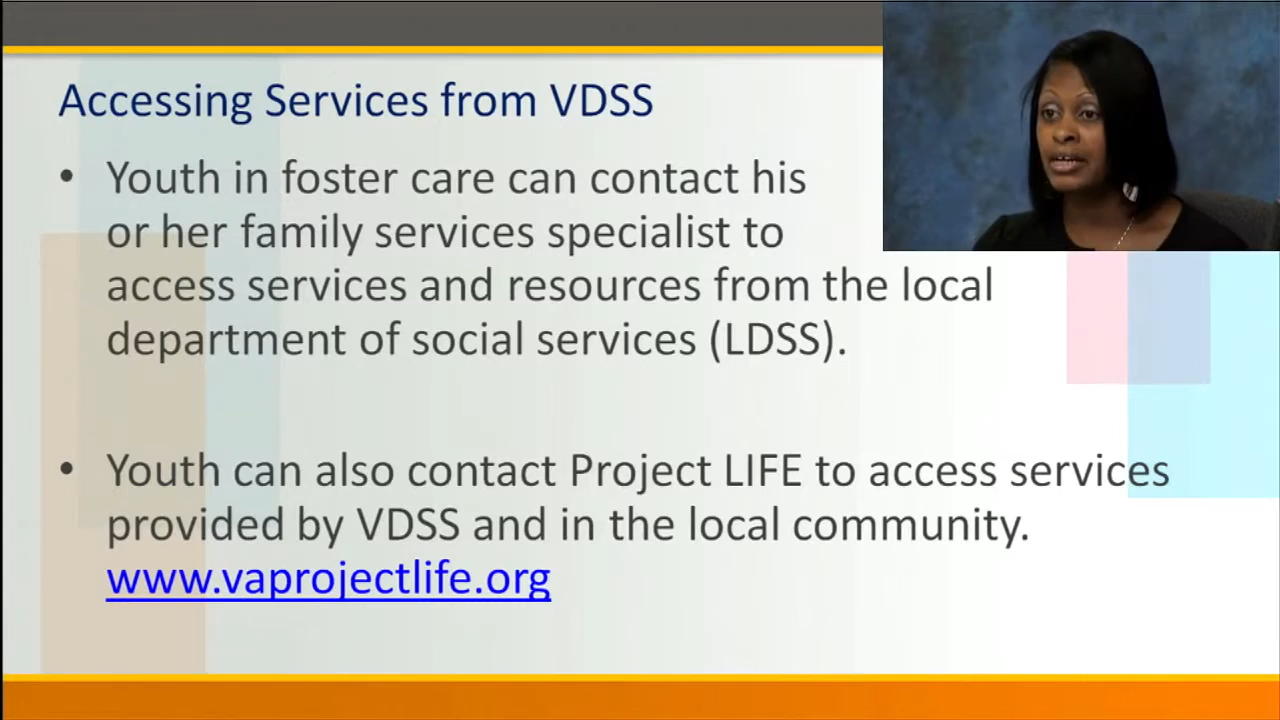 Accessing Services from VDSS
• Youth in foster care can contact his
or her family services specialist to
access services and resources from the local
department of social services (LDSS).
• Youth can also contact Project LIFE to access services
provided by VDSS and in the local community.
www.vaprojectlife.org